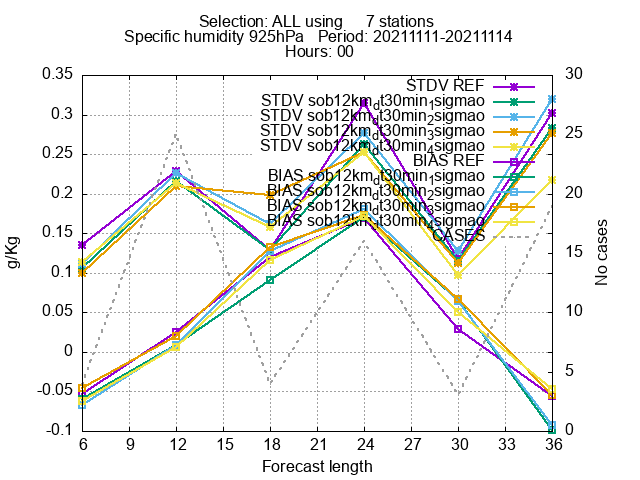 Selection: ALL using 7 stations
Specific humidity 925hPa Period: 20211111-20211114
Hours: 00
0.35
0.3
0.25
0.2
0.15
0.1
0.05
0
-0.05
-0.1
g/Kg
STDV REF
STDV sob12km_dt30min_1sigmao
STDV sob12km_dt30min_2sigmao
STDV sob12km_dt30min_3sigmao
STDV sob12km_dt30min_4sigmao
BIAS REF
BIAS sob12km_dt30min_1sigmao
BIAS sob12km_dt30min_2sigmao
BIAS sob12km_dt30min_3sigmao
BIAS sob12km_dt30min_4sigmao
CASES
30
25
20
15
10
5
0
No cases
6 9 12 15 18 21 24 27 30 33 36
Forecast length